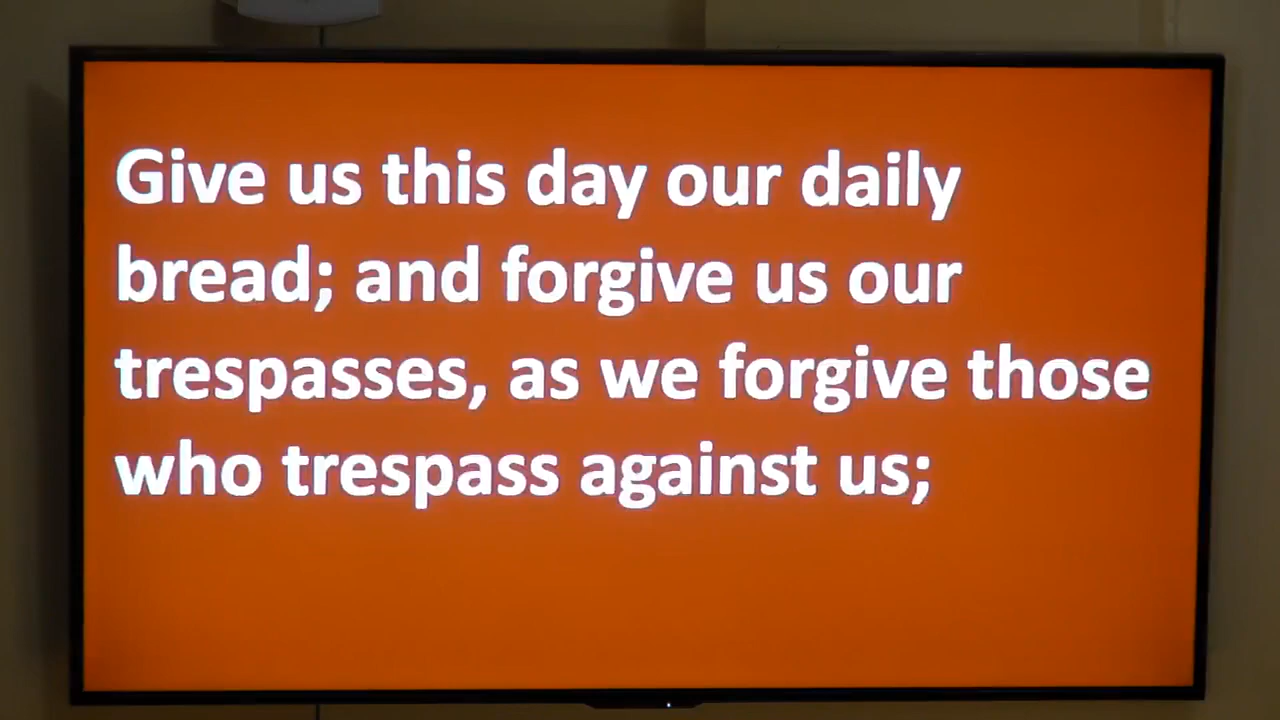 Give us this day our daily
bread; and forgive us our
trespasses, as we forgive those
who trespass against us;